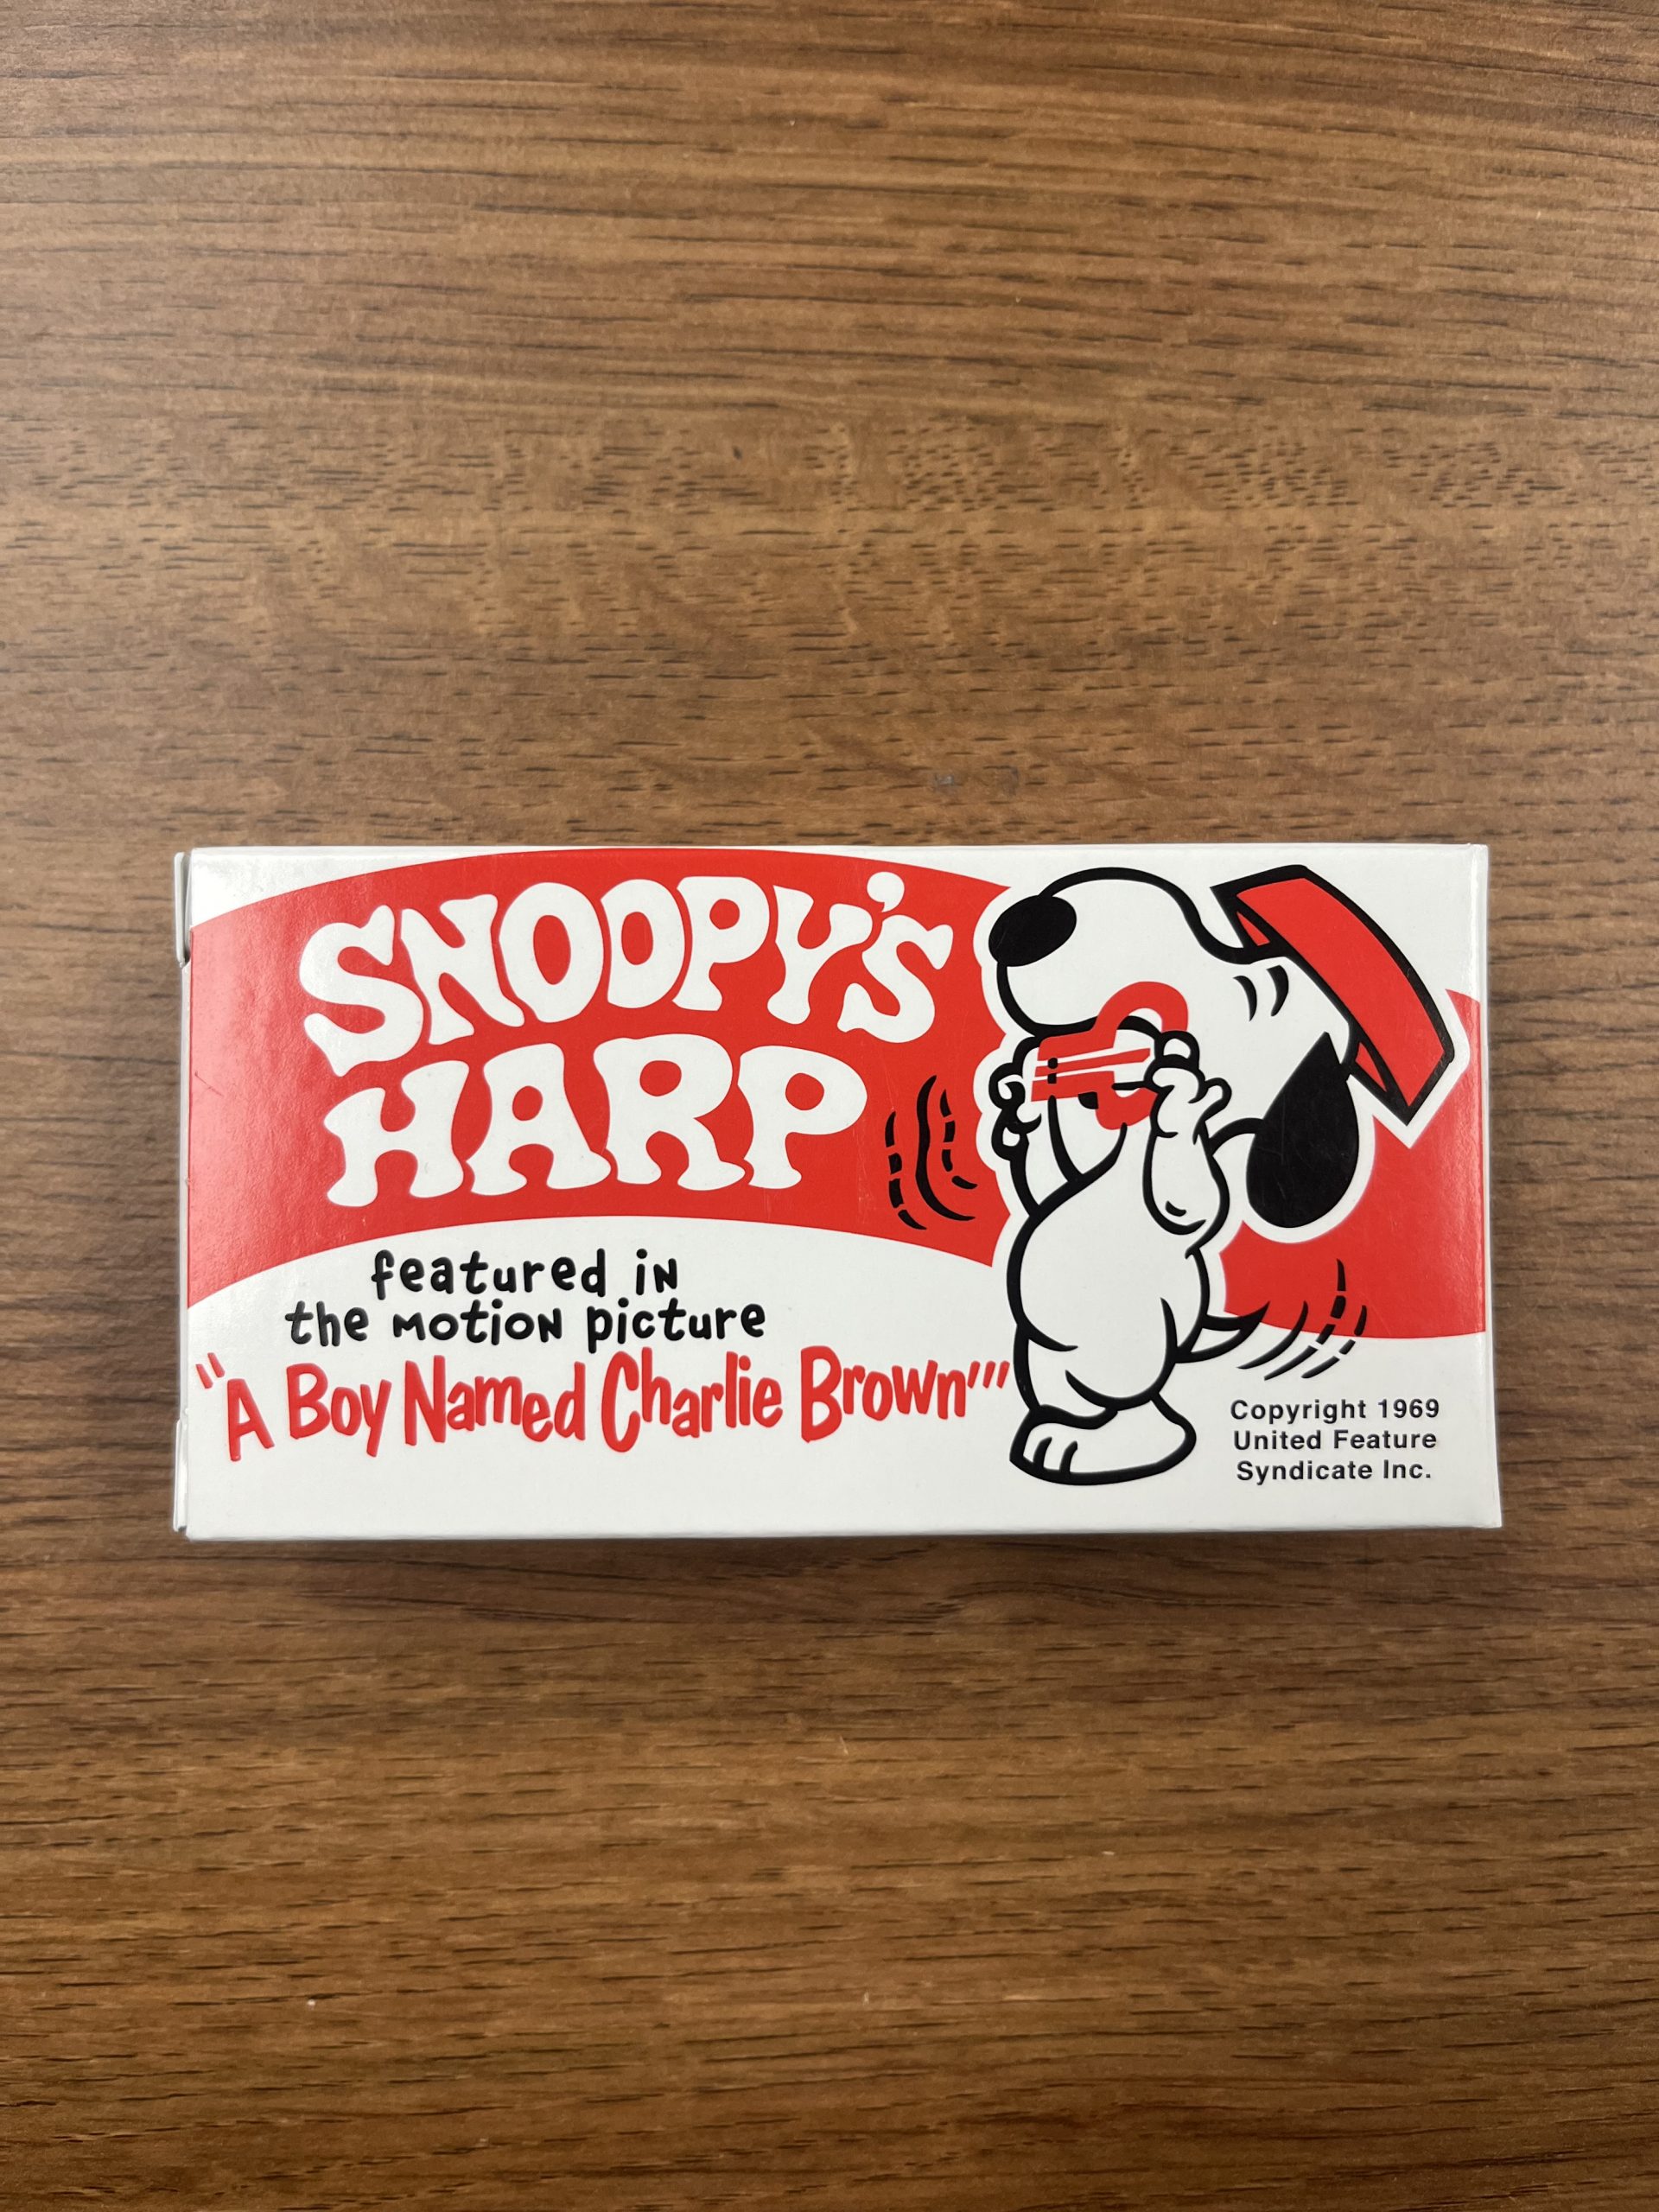 SNOOPY'S
HARP
featured in
the motion picture
"A Boy Named Charlie Brown"'
Copyright 1969
United Feature
Syndicate Inc.